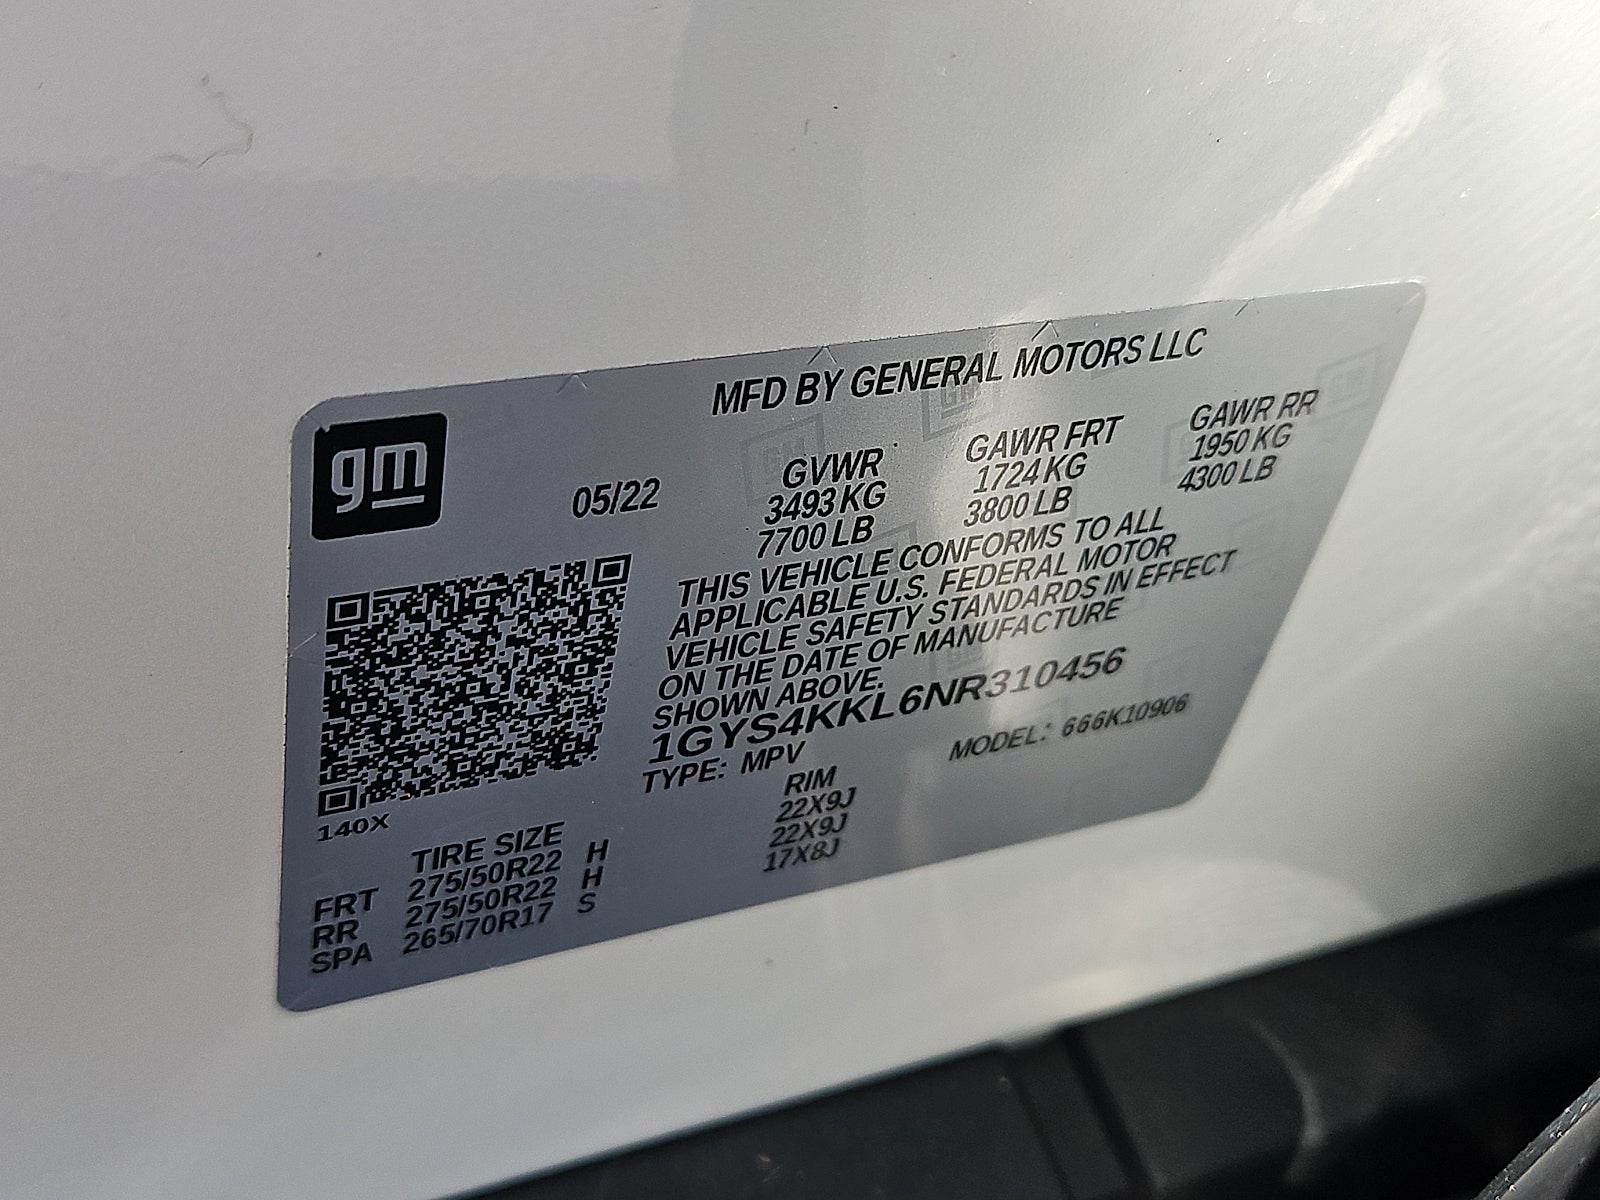 MFD BY GENERAL MOTORS LLC
gm
05/22
GVWR
3493 KG
7700 LB
GAWR FRT
1724 KG
3800 LB
GAWR RR
1950 KG
4300 LB
THIS VEHICLE CONFORMS TO ALL
APPLICABLE U.S. FEDERAL MOTOR
VEHICLE SAFETY STANDARDS IN EFFECT
ON THE DATE OF MANUFACTURE
SHOWN ABOVE.
1GYS4KKL6NR310456
TYPE: MPV
MODEL: 666K10906
140X
TIRE SIZE RIM
FRT 275/50R22 H 22X9J
RR 275/50R22 H 22X9J
SPA 265/70R17 S 17X8J